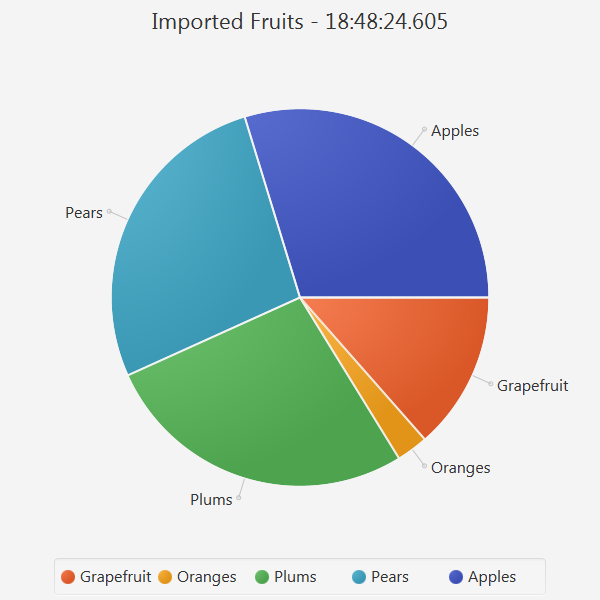 Imported Fruits - 18:48:24.605
Apples
Pears
Grapefruit
Oranges
Plums
Grapefruit Oranges Plums Pears Apples